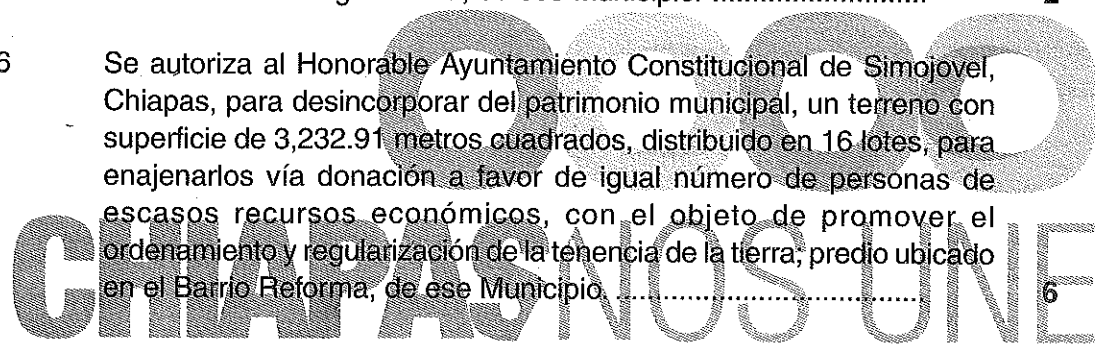 6 Se autoriza al Honorable Ayuntamiento Constitucional de Simojovel,
Chiapas, para desincorporar del patrimonio municipal, un terreno con
superficie de 3,232.91 metros cuadrados, distribuido en 16 lotes, para
enajenarlos vía donación a favor de igual número de personas de
escasos recursos económicos, con el objeto de promover el
ordenamiento y regularización de la tenencia de la tierra; predio ubicado
en el Barrio Reforma, de ese Municipio. ................................ 6
CHIAPASNOS UNE